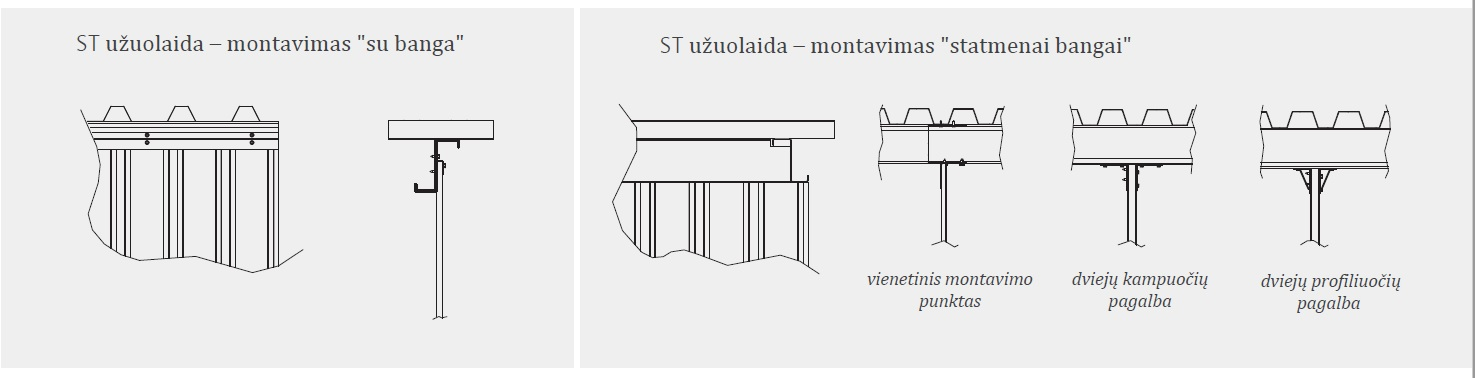 ST užuolaida – montavimas "su banga"
ST užuolaida – montavimas "statmenai bangai"
vienetinis montavimo
punktas
dviejų kampuočių
pagalba
dviejų profiliuočių
pagalba